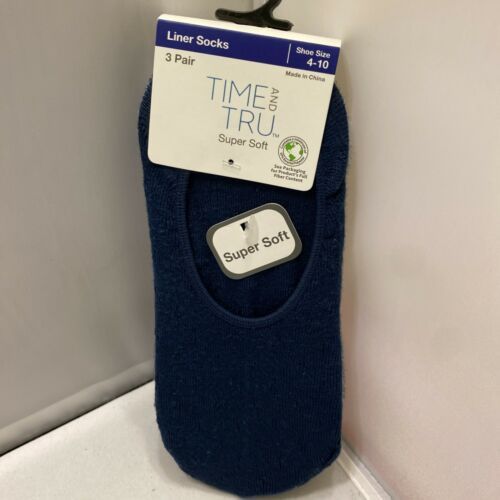 Liner Socks
Shoe Size
4-10
3 Pair
Made in China
TIME AND
TRU™
Super Soft
See Packaging
for Product's Full
Fiber Content
Super Soft